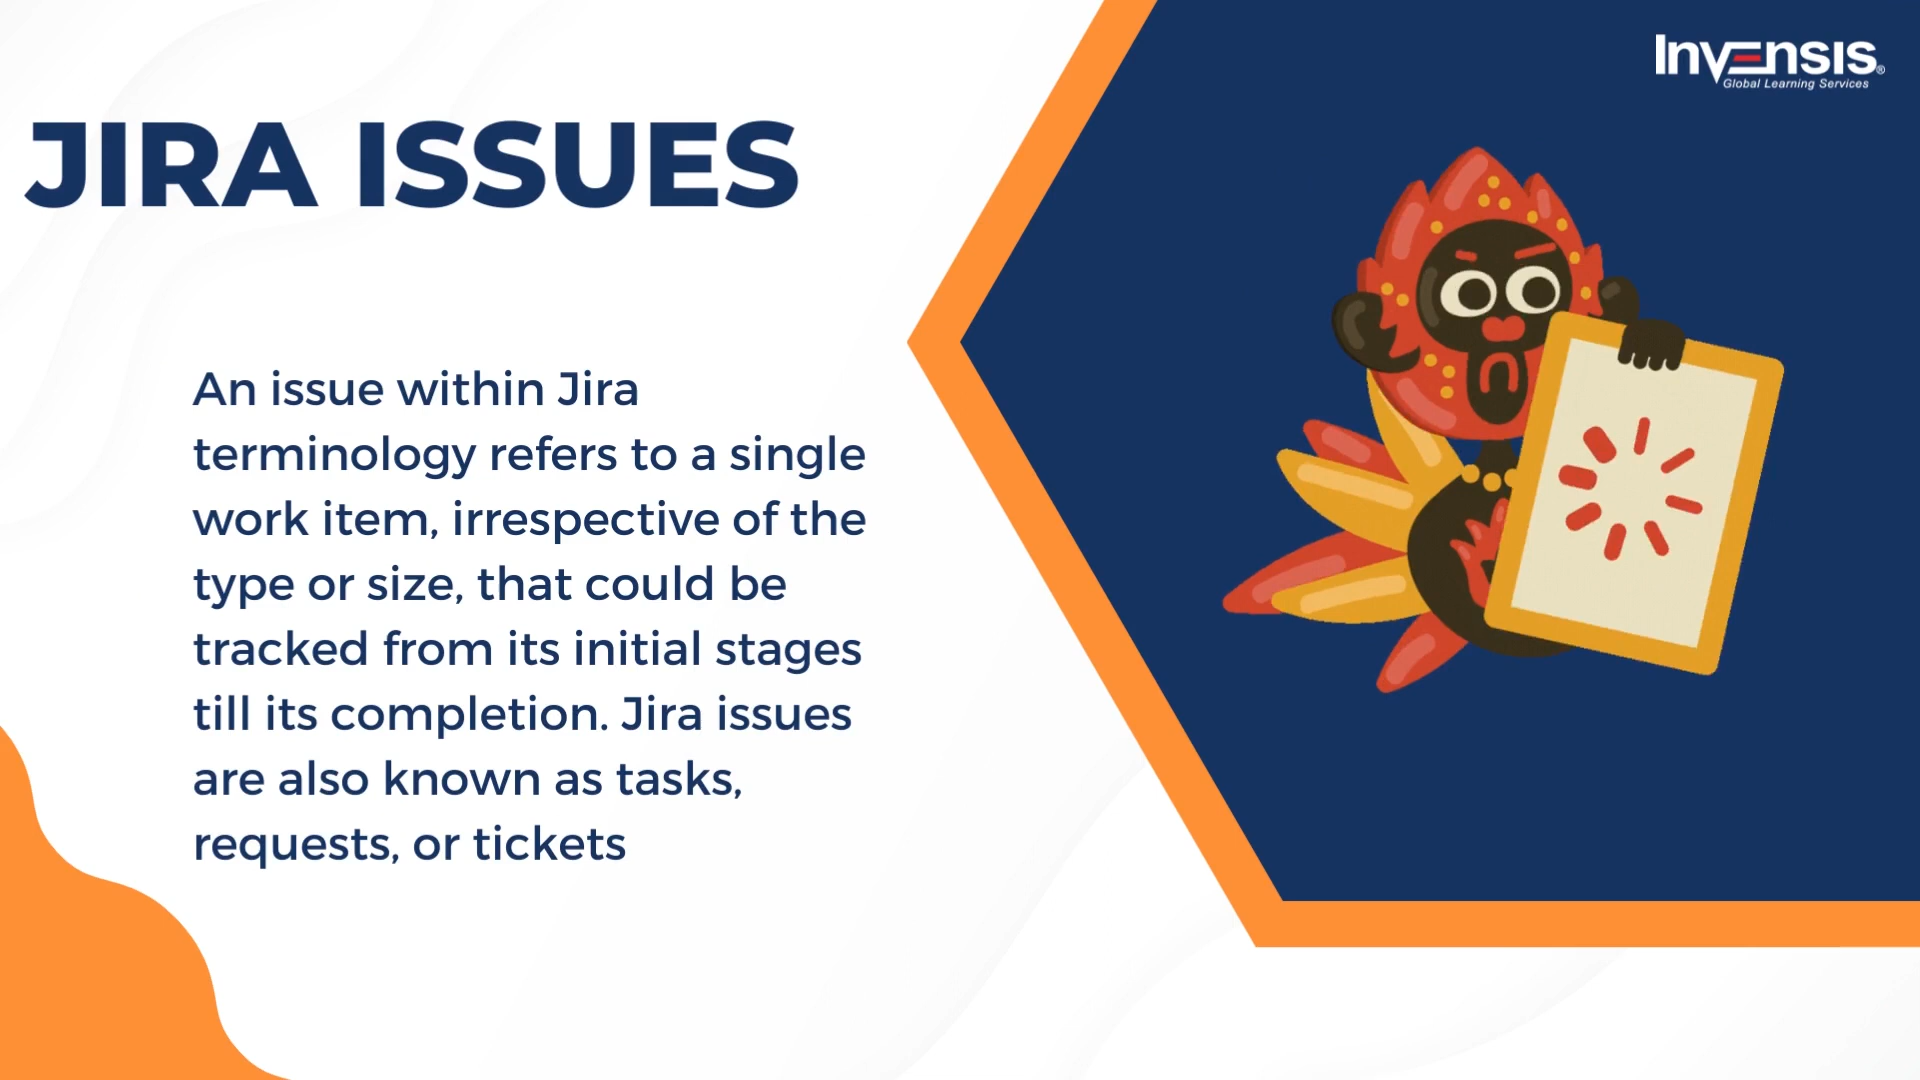 Invensis®
Global Learning Services
JIRA ISSUES
An issue within Jira
terminology refers to a single
work item, irrespective of the
type or size, that could be
tracked from its initial stages
till its completion. Jira issues
are also known as tasks,
requests, or tickets